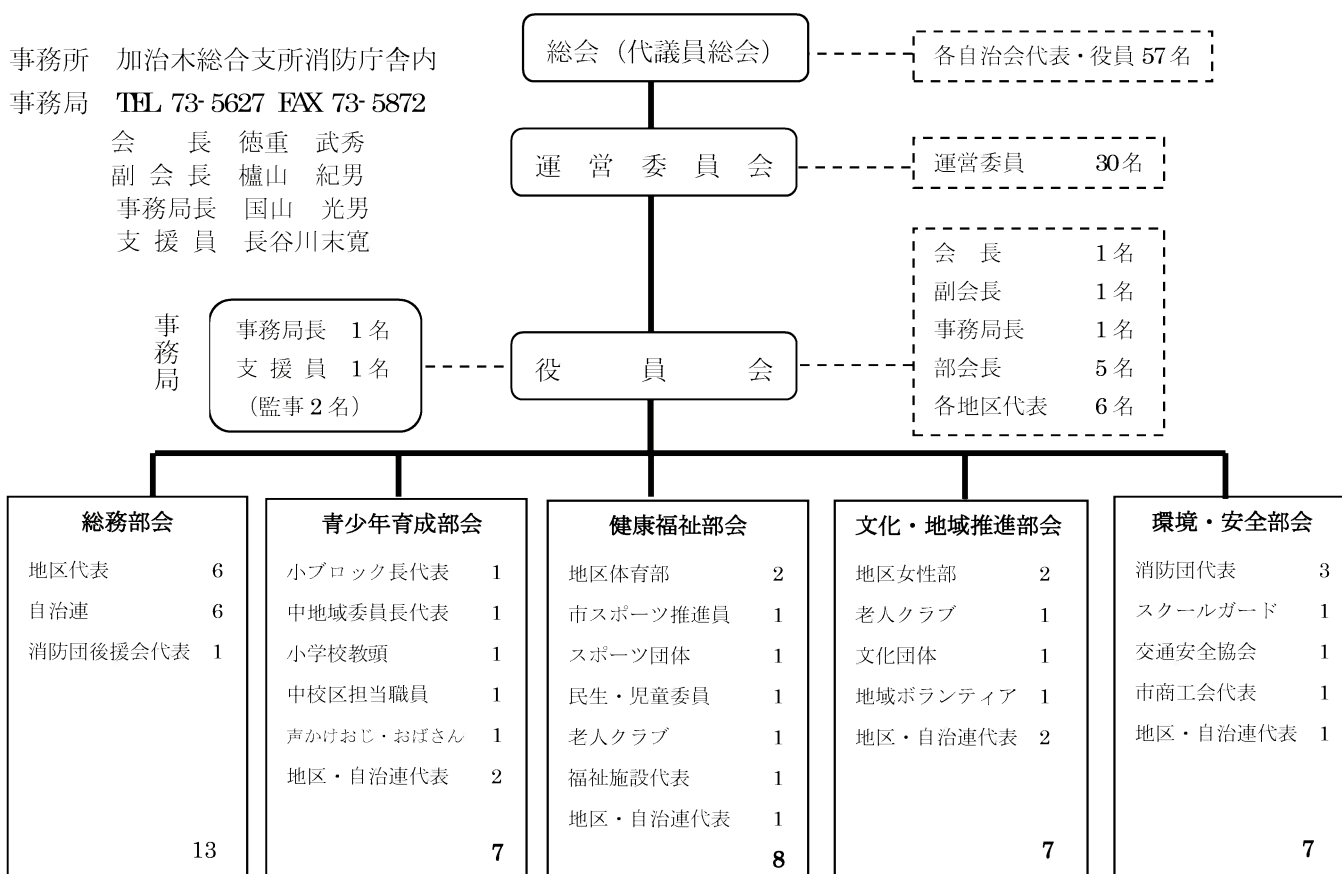 事務所 加治木総合支所消防庁舎内
事務局 TEL 73-5627 FAX 73-5872
会 長 徳重 武秀
副 会 長 櫨山 紀男
事務局長 国山 光男
支 援 員 長谷川末寛
総会(代議員総会)
各自治会代表・役員 57名
運 営 委 員 会
運営委員 30名
事務局
事務局長 1名
支 援 員 1名
(監事2名)
役 員 会
会 長 1名
副会長 1名
事務局長 1名
部会長 5名
各地区代表 6名
総務部会
地区代表 6
自治連 6
消防団後援会代表 1
13
青少年育成部会
小ブロック長代表 1
中地域委員長代表 1
小学校教頭 1
中校区担当職員 1
声かけおじ・おばさん 1
地区・自治連代表 2
7
健康福祉部会
地区体育部 2
市スポーツ推進員 1
スポーツ団体 1
民生・児童委員 1
老人クラブ 1
福祉施設代表 1
地区・自治連代表 1
8
文化・地域推進部会
地区女性部 2
老人クラブ 1
文化団体 1
地域ボランティア 1
地区・自治連代表 2
7
環境・安全部会
消防団代表 3
スクールガード 1
交通安全協会 1
市商工会代表 1
地区・自治連代表 1
7